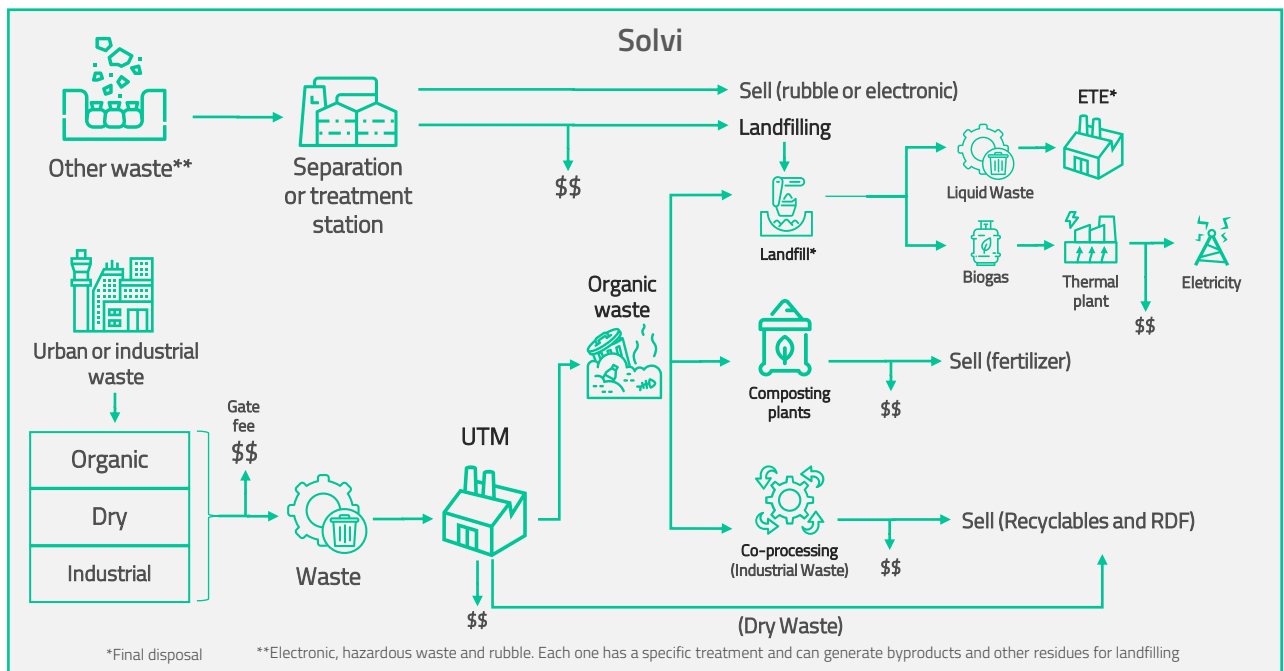 Solvi
Other waste**
Separation
or treatment
station
$$
Sell (rubble or electronic)
Landfilling
Landfill*
Liquid Waste
ETE*
Biogas
Thermal
plant
$$
Eletricity
Urban or industrial
waste
Organic
Dry
Industrial
Gate
fee
$$
Waste
UTM
$$
Organic
waste
Composting
plants
$$
Sell (fertilizer)
Co-processing
(Industrial Waste)
$$
Sell (Recyclables and RDF)
(Dry Waste)
*Final disposal
**Electronic, hazardous waste and rubble. Each one has a specific treatment and can generate byproducts and other residues for landfilling